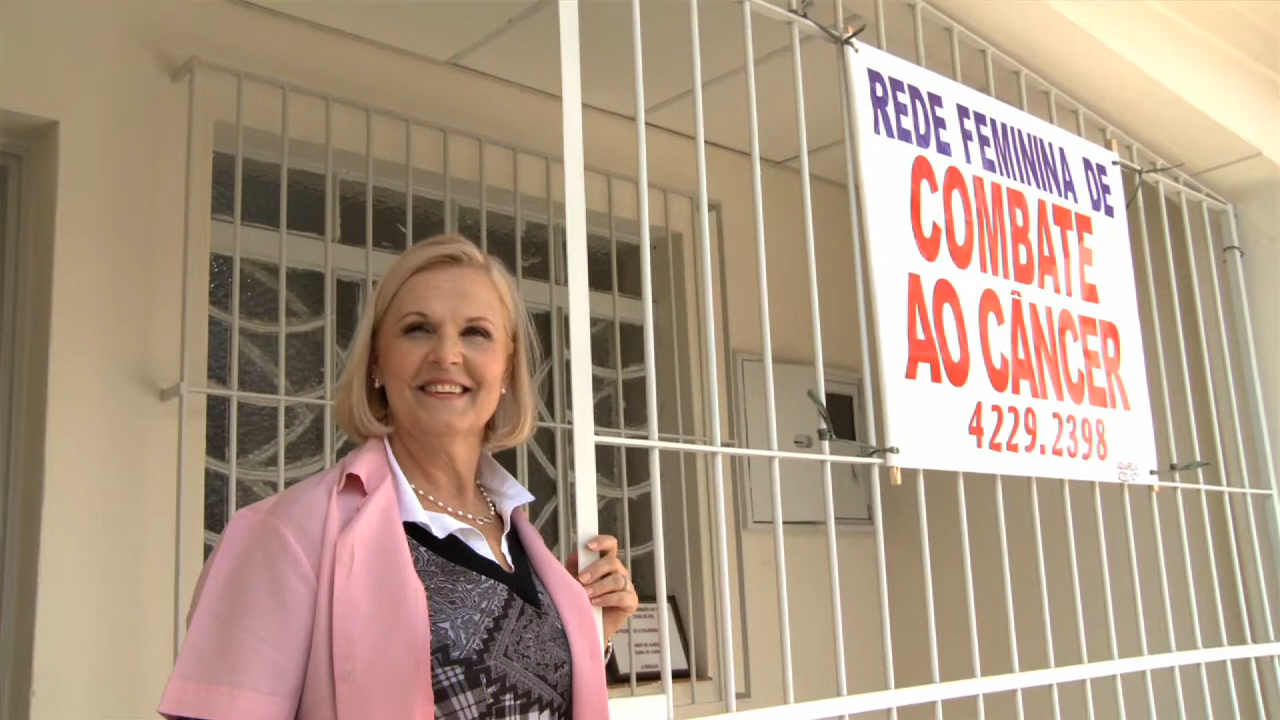 REDE FEMININA DE
COMBATE
AO CÂNCER
4229.2398